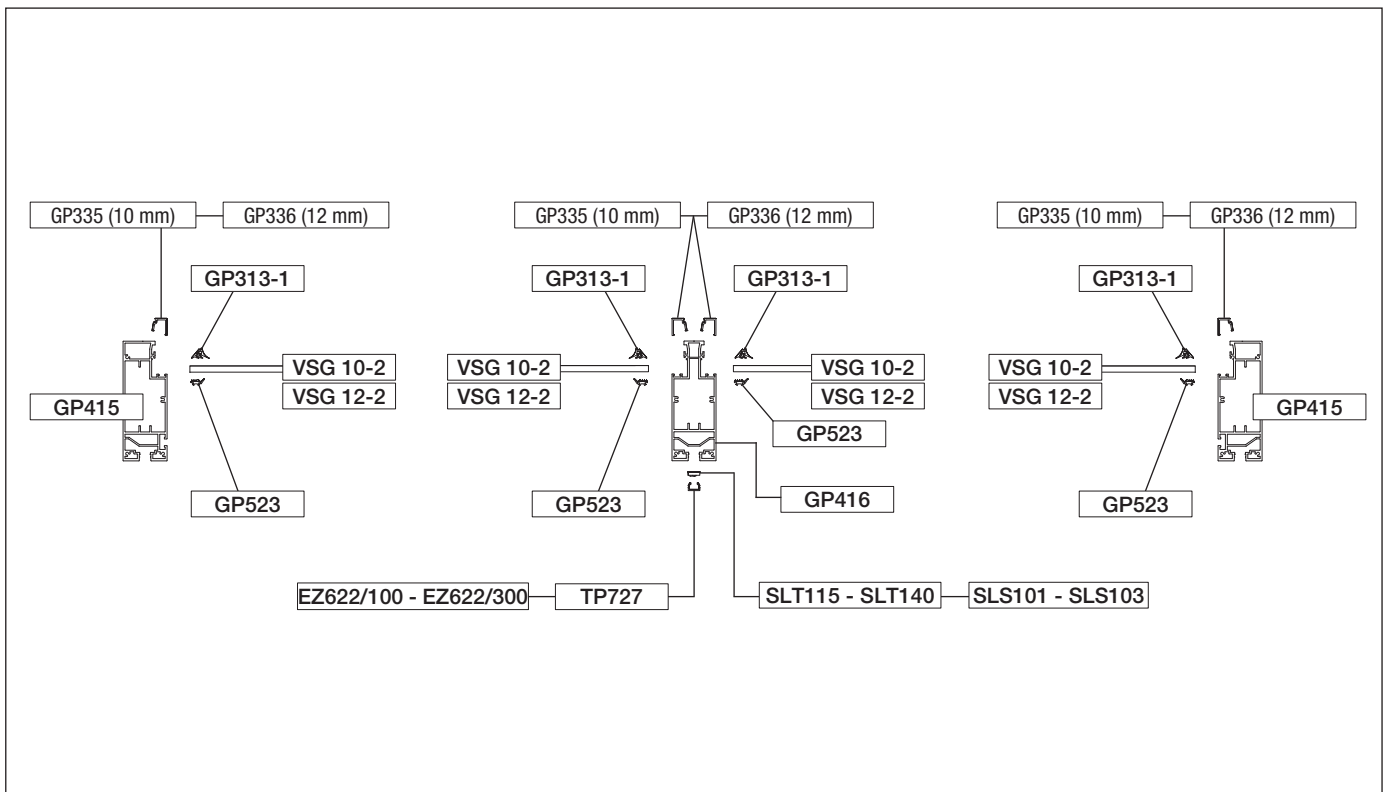 GP335 (10 mm) GP336 (12 mm) GP335 (10 mm) GP336 (12 mm) GP335 (10 mm) GP336 (12 mm)
GP313-1 GP313-1 GP313-1 GP313-1
VSG 10-2 VSG 10-2 VSG 10-2 VSG 10-2
VSG 12-2 VSG 12-2 VSG 12-2 VSG 12-2
GP415 GP415
GP523
GP523 GP523 GP416 GP523
EZ622/100 - EZ622/300 TP727 SLT115 - SLT140 SLS101 - SLS103